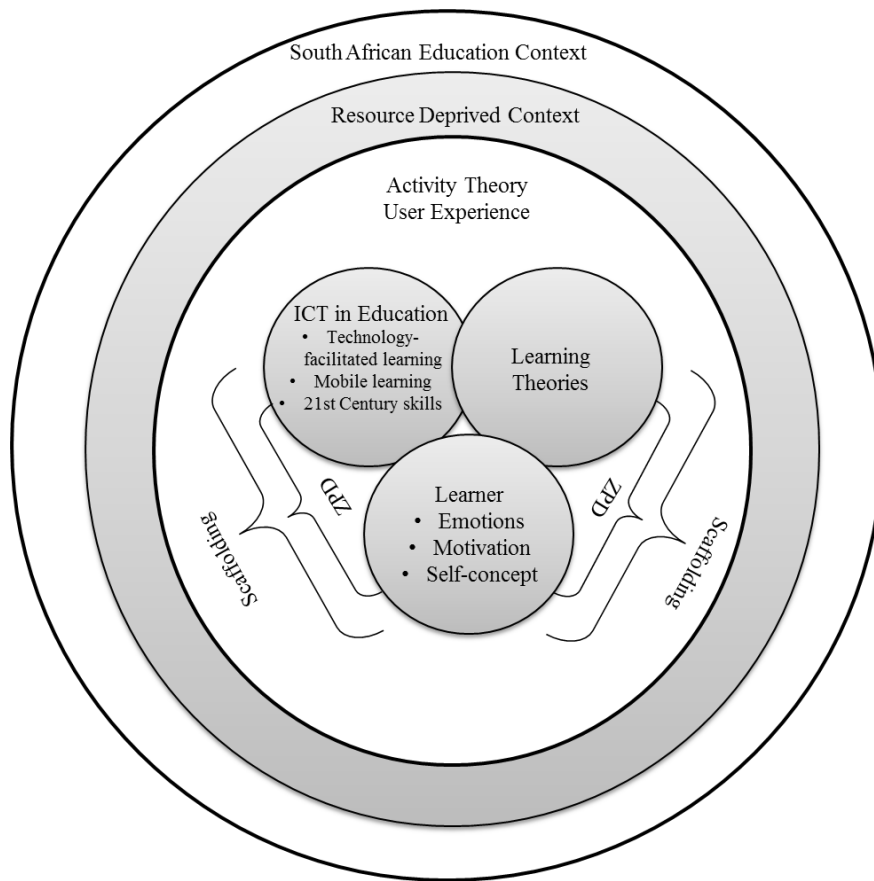 South African Education Context
Resource Deprived Context
Activity Theory
User Experience
ICT in Education
• Technology-
facilitated learning
• Mobile learning
• 21st Century skills
Learning
Theories
Learner
• Emotions
• Motivation
• Self-concept
ZPD
Scaffolding
ZPD
Scaffolding